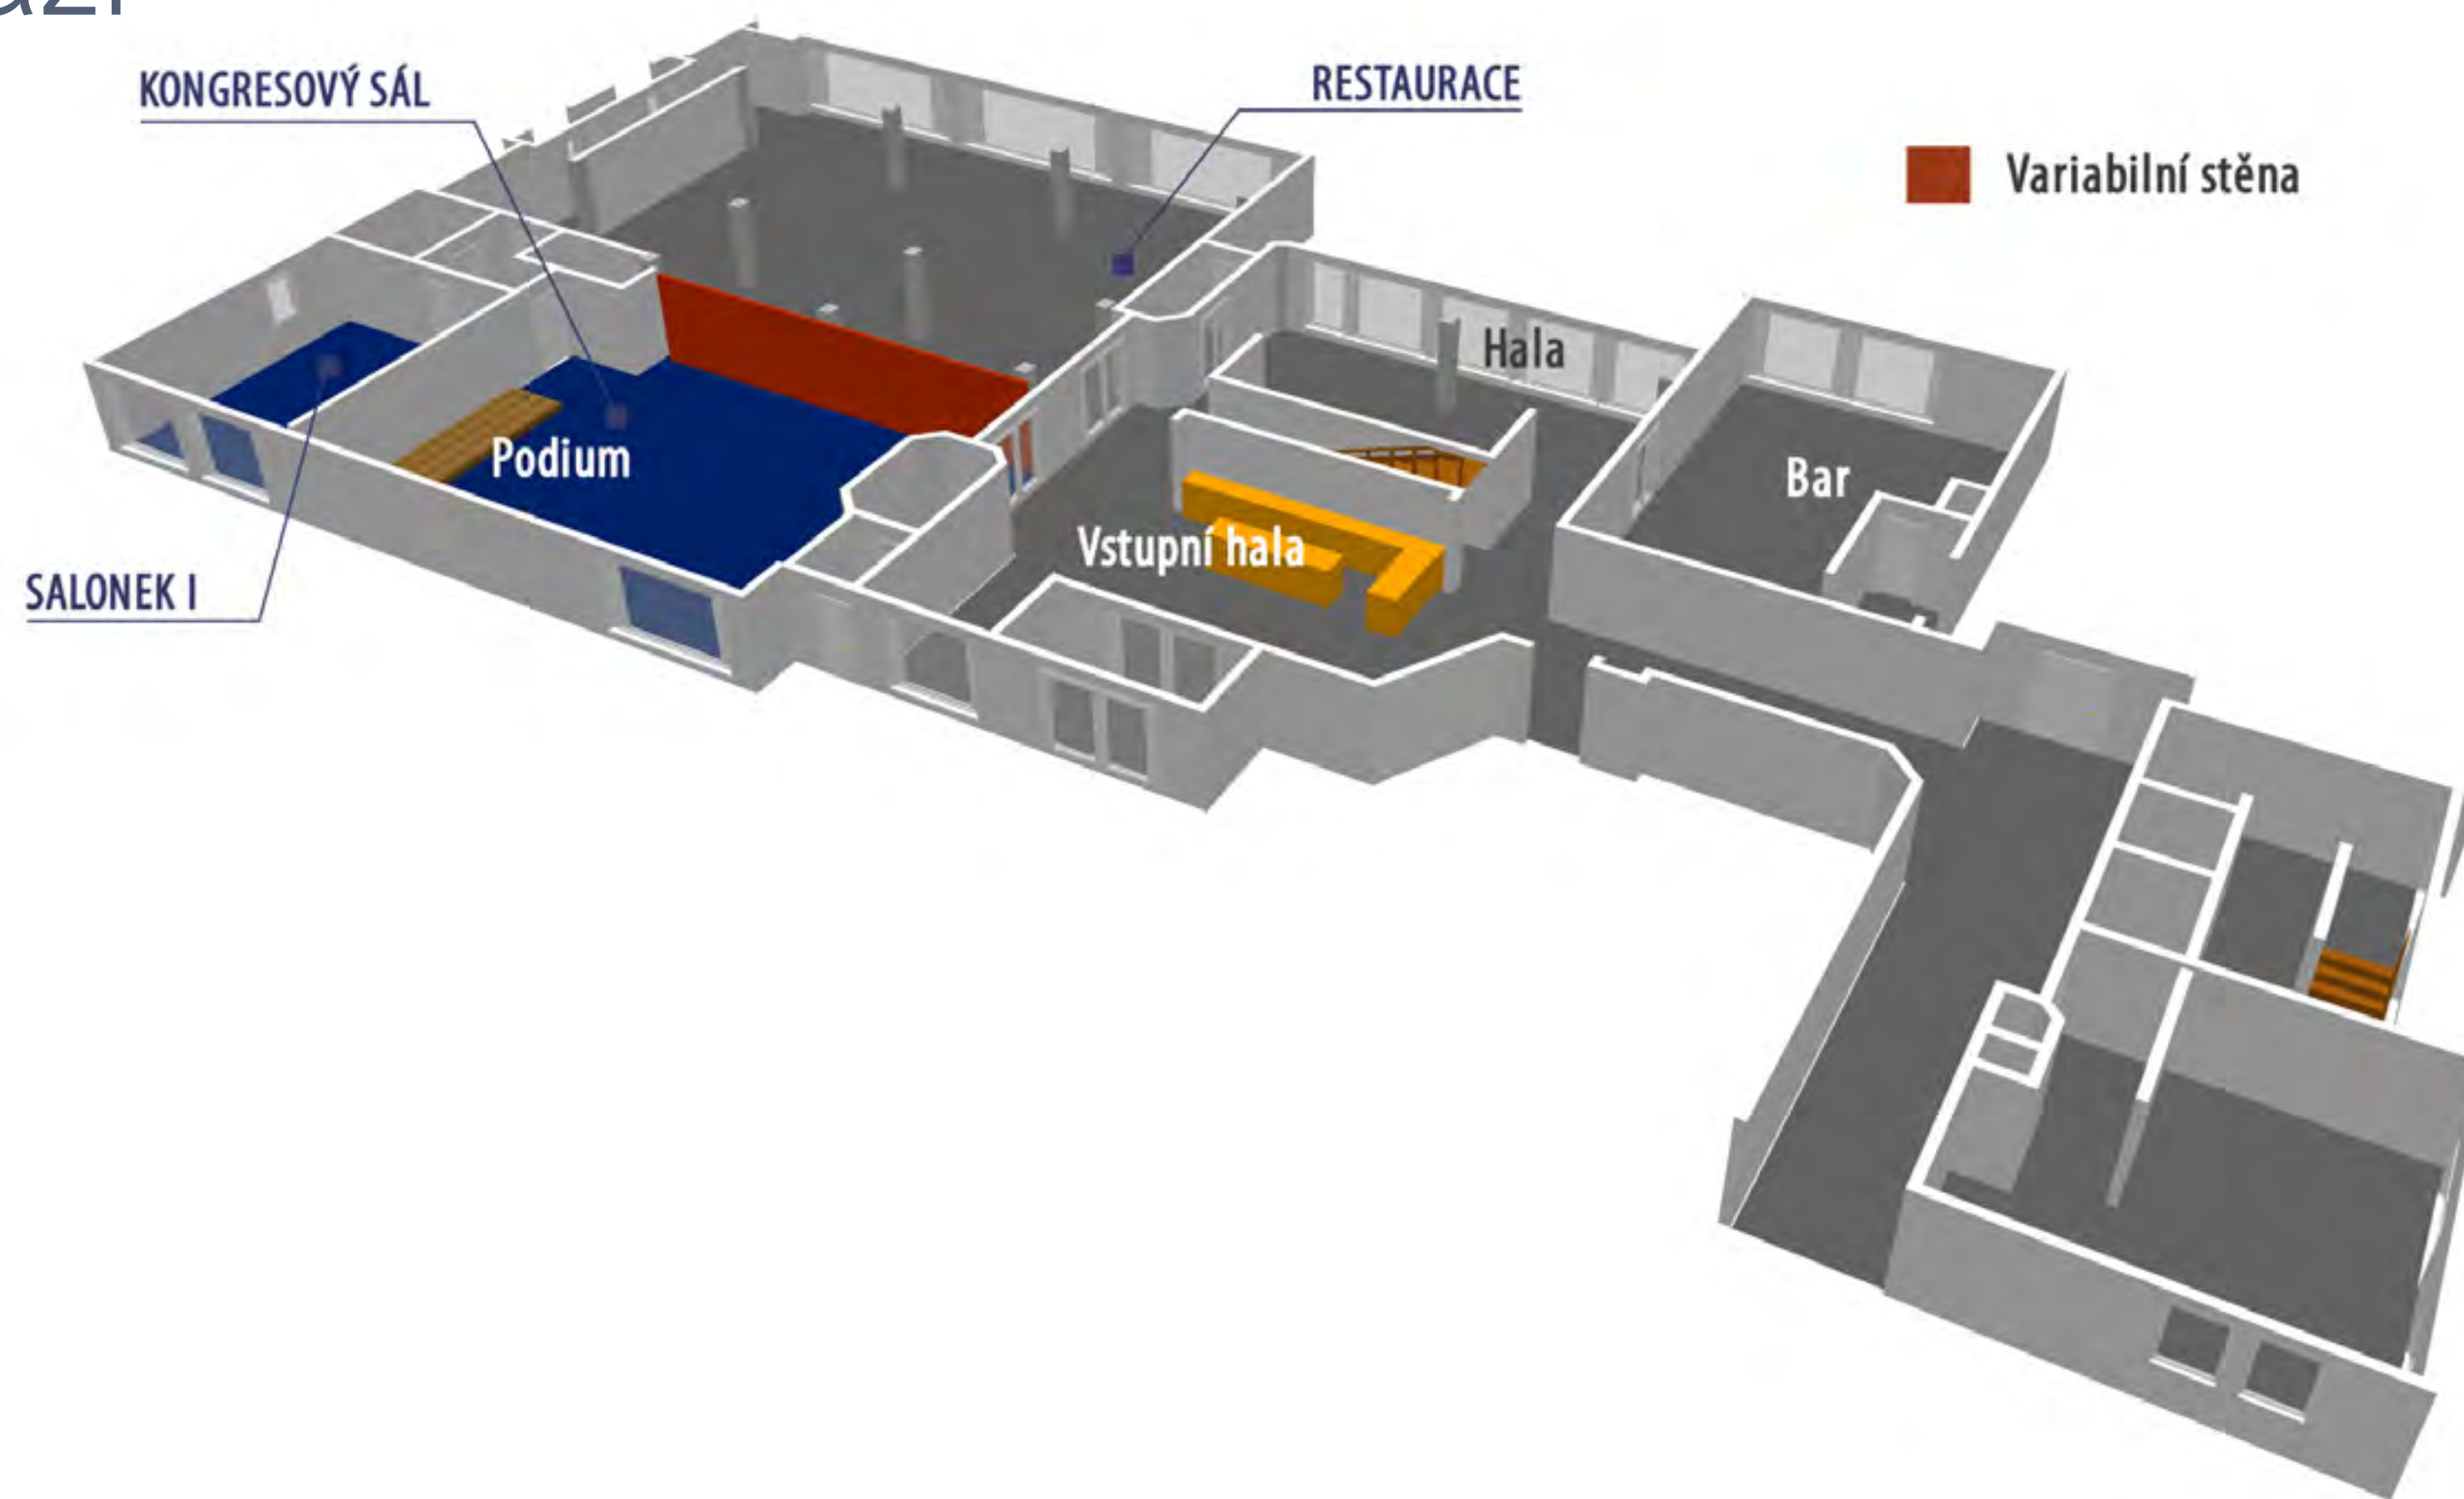 KONGRESOVÝ SÁL
RESTAURACE
Variabilní stěna
Hala
Podium
Bar
Vstupní hala
SALONEK I